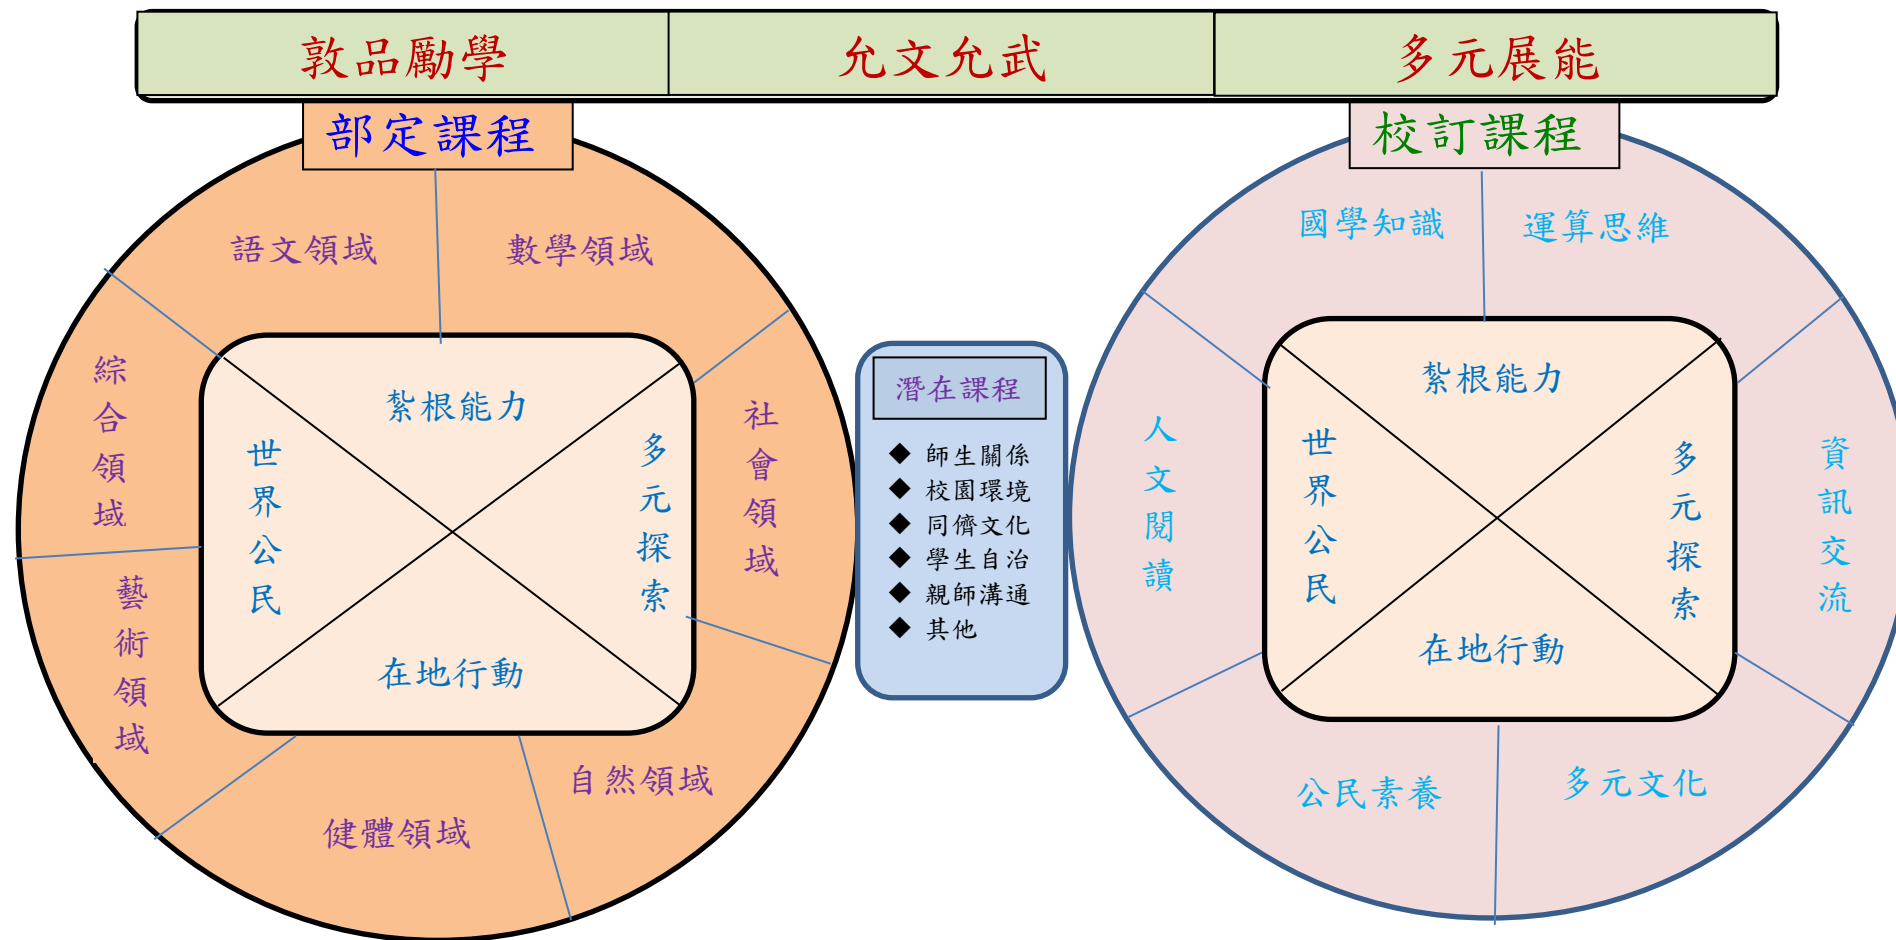 敦品勵學
允文允武
多元展能
部定課程
語文領域
數學領域
綜合領域
社會領域
藝術領域
自然領域
健體領域
紮根能力
世界公民
多元探索
在地行動
潛在課程
◆ 師生關係
◆ 校園環境
◆ 同儕文化
◆ 學生自治
◆ 親師溝通
◆ 其他
校訂課程
國學知識
運算思維
人文閱讀
資訊交流
公民素養
多元文化
紮根能力
世界公民
多元探索
在地行動